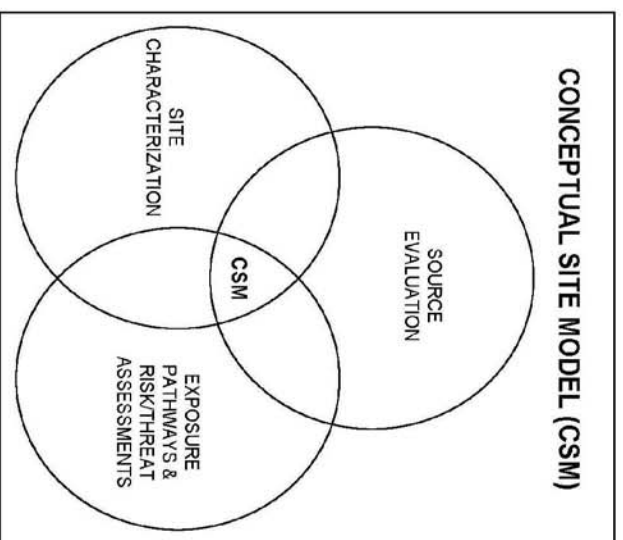 CONCEPTUAL SITE MODEL (CSM)
SOURCE
EVALUATION
SITE
CHARACTERIZATION
CSM
EXPOSURE
PATHWAYS &
RISK/THREAT
ASSESSMENTS